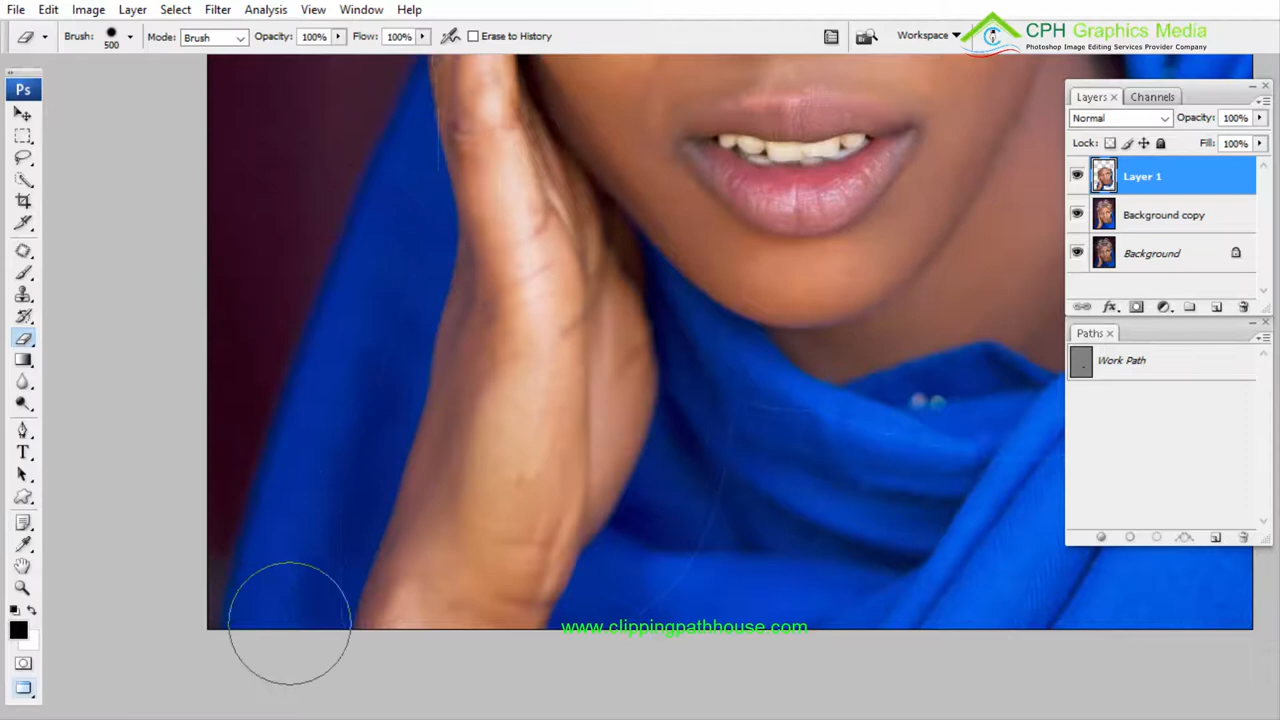 File Edit Image Layer Select Filter Analysis View Window Help
Brush: 500 Mode: Brush Opacity: 100% Flow: 100% Erase to History Workspace
CPH Graphics Media
Photoshop Image Editing Services Provider Company
Ps
T
Layers Channels
Normal Opacity: 100%
Lock: Fill: 100%
Layer 1
Background copy
Background
fx
Paths
Work Path
www.clippingpathhouse.com